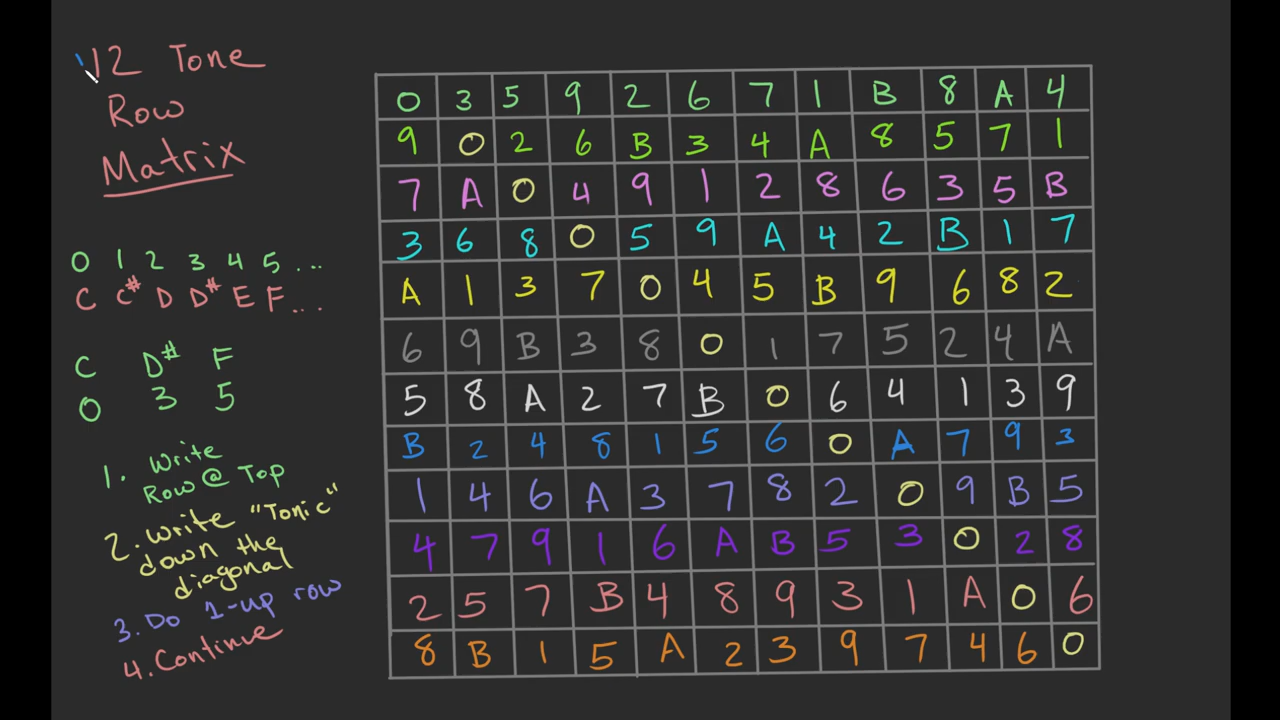 12 Tone
Row
Matrix
0 1 2 3 4 5 ...
C C# D D# E F ...
C D# F
0 3 5
1. Write
Row @ Top
2. Write "Tonic"
down the
diagonal
3. Do 1-up row
4. Continue
0 3 5 9 2 6 7 1 B 8 A 4
9 0 2 6 B 3 4 A 8 5 7 1
7 A 0 4 9 1 2 8 6 3 5 B
3 6 8 0 5 9 A 4 2 B 1 7
A 1 3 7 0 4 5 B 9 6 8 2
6 9 B 3 8 0 1 7 5 2 4 A
5 8 A 2 7 B 0 6 4 1 3 9
B 2 4 8 1 5 6 0 A 7 9 3
1 4 6 A 3 7 8 2 0 9 B 5
4 7 9 1 6 A B 5 3 0 2 8
2 5 7 B 4 8 9 3 1 A 0 6
8 B 1 5 A 2 3 9 7 4 6 0